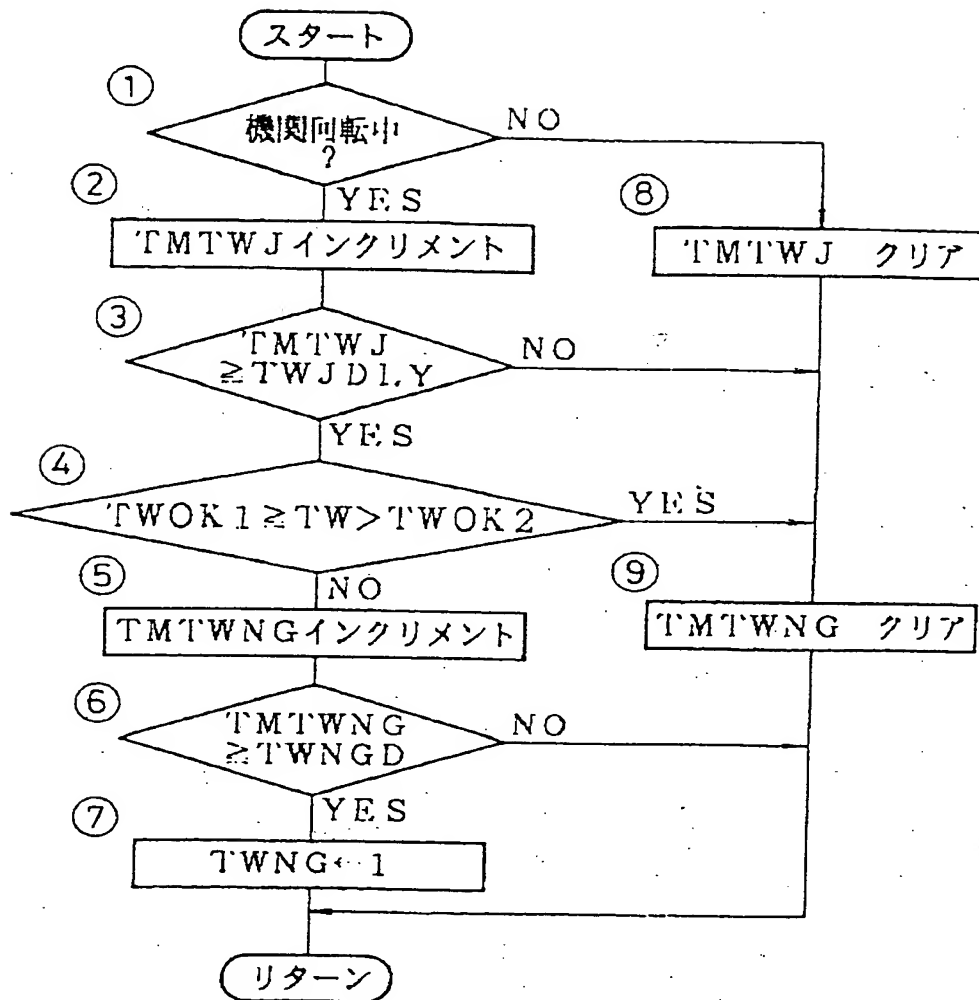 スタート
①
機関回転中
?
NO
YES
②
TMTWJインクリメント
⑧
TMTWJ クリア
③
TMTWJ
≧TWJDLY
NO
YES
④
TWOK1≧TW>TWOK2
YES
NO
⑤
TMTWNGインクリメント
⑨
TMTWNG クリア
⑥
TMTWNG
≧TWNGD
NO
YES
⑦
TWNG←1
リターン